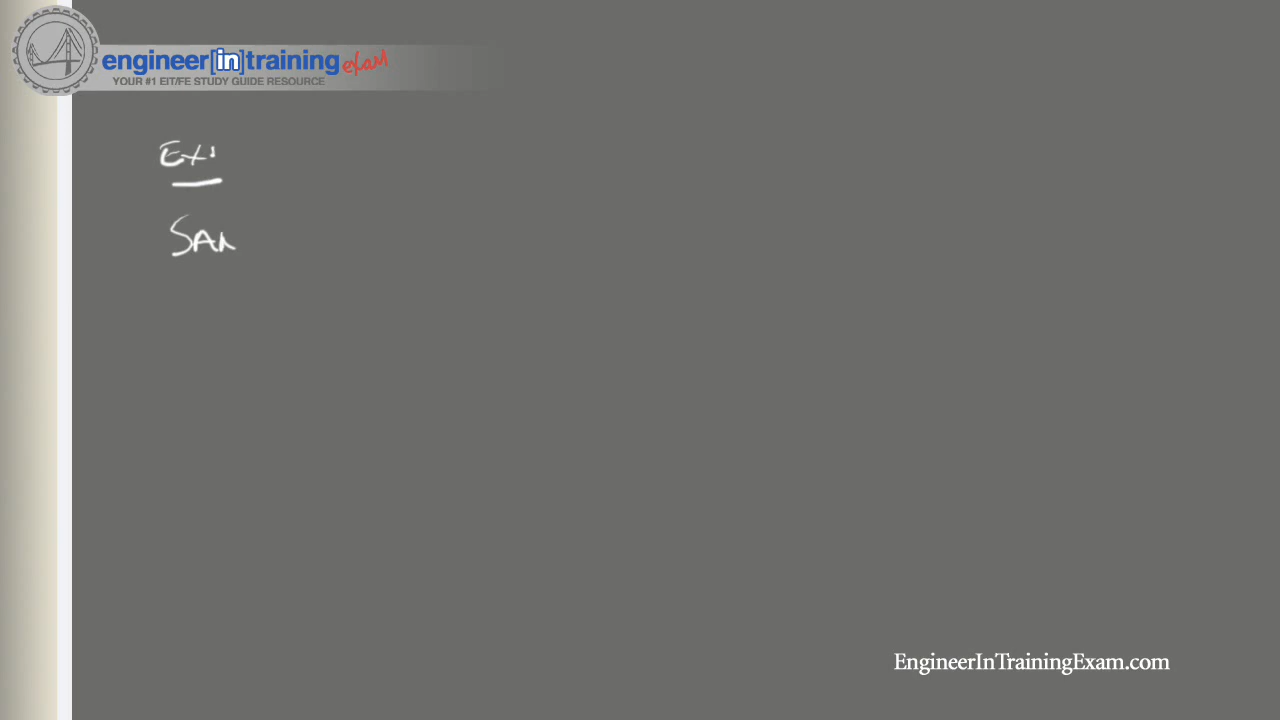 engineer[in]training exam
YOUR #1 EIT/FE STUDY GUIDE RESOURCE
Ex:
SAN
EngineerInTrainingExam.com